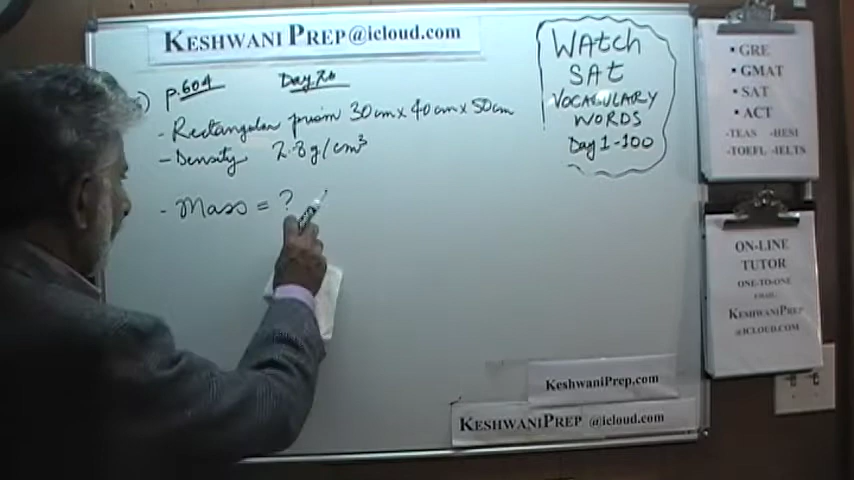 KESHWANI PREP@icloud.com
p.604
Day 26
- Rectangular prism 30cm x 40cm x 50cm
- Density 2.8g/cm³
- Mass = ?
WAtch
SAt
VOCABULARY
WORDS
Day 1-100
▪ GRE
▪ GMAT
▪ SAT
▪ ACT
-TEAS -HESI
-TOEFL -IELTS
ON-LINE
TUTOR
ONE-TO-ONE
EMAIL:
KESHWANIPREP
@ICLOUD.COM
KESHWANIPREP.COM
KESHWANIPREP @icloud.com